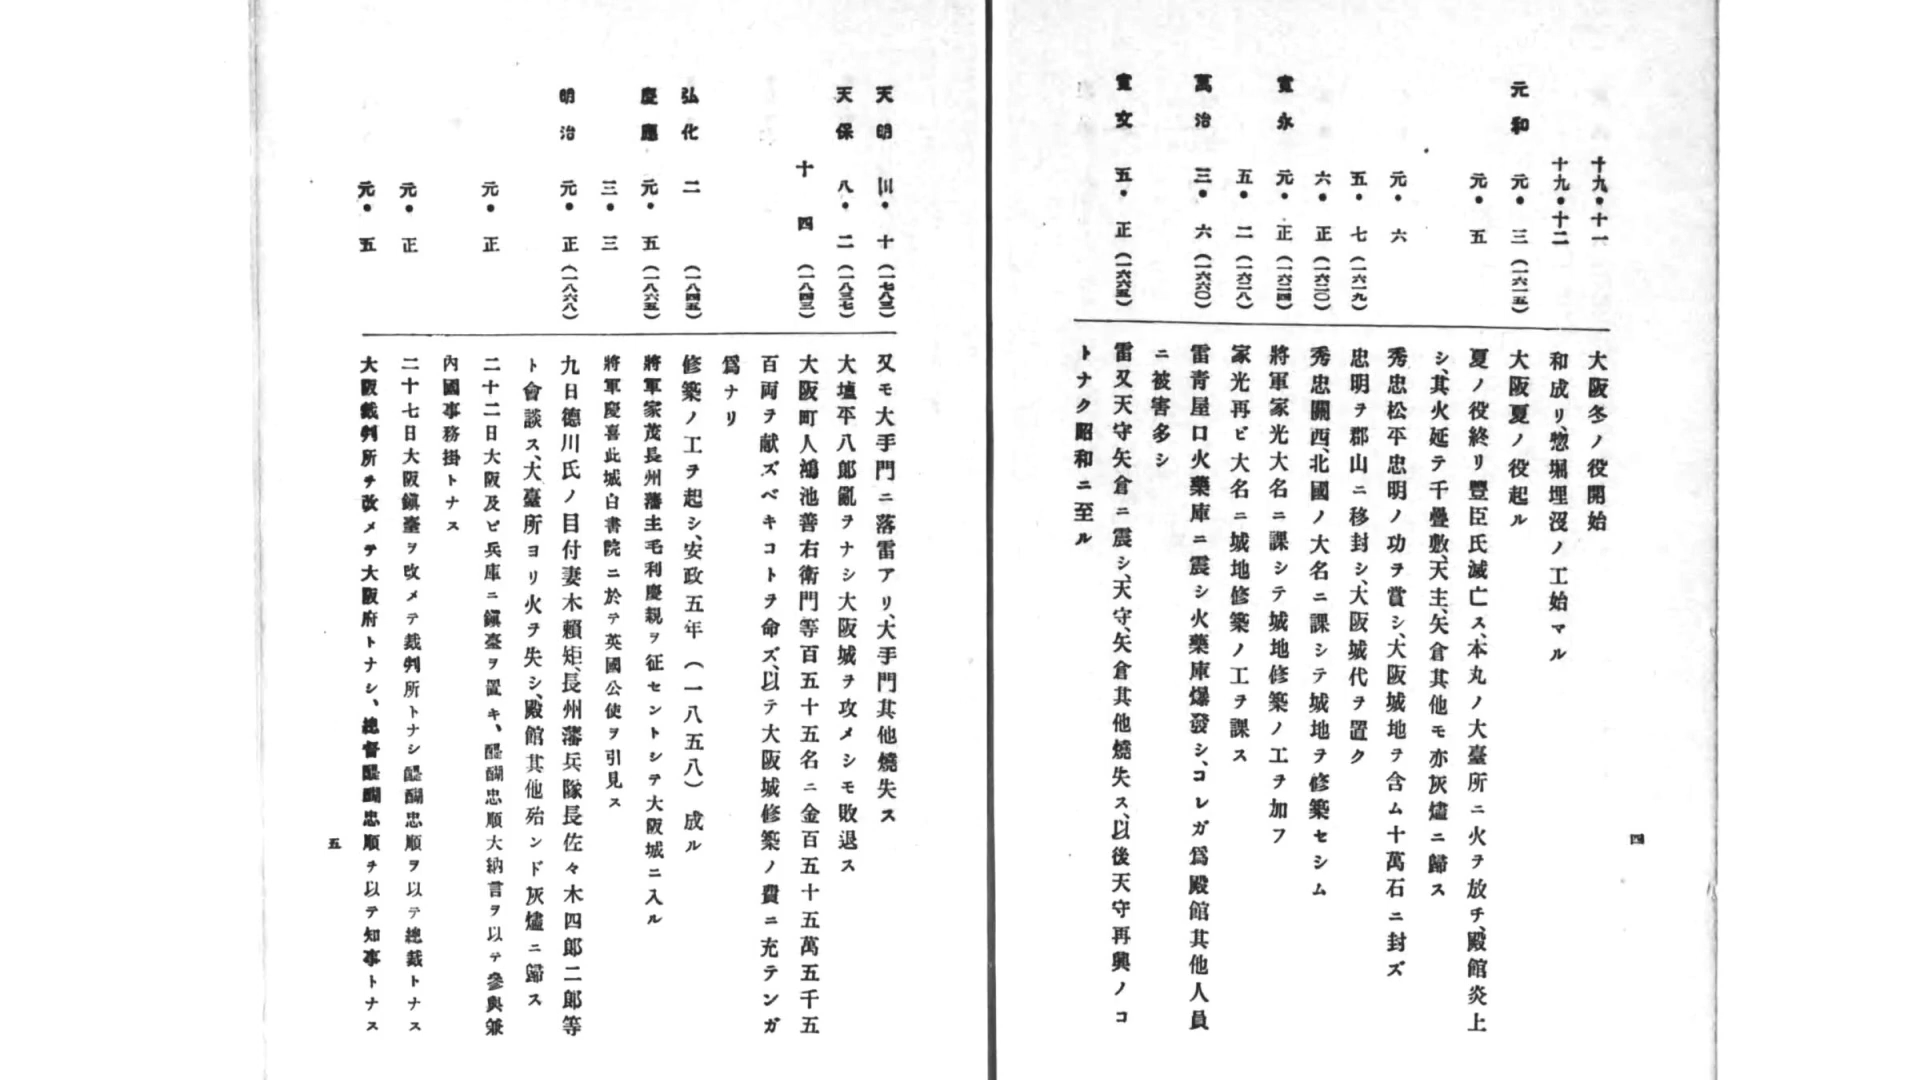 四
十九・十一 大阪冬ノ役開始
十九・十二 和成リ、惣堀埋沒ノ工始マル
元和 元・三(一六一五) 大阪夏ノ役起ル
元・五 夏ノ役終リ豐臣氏滅亡ス、本丸ノ大臺所ニ火ヲ放チ、殿館炎上
シ、其火延テ千疊敷、天主、矢倉其他モ亦灰燼ニ歸ス
元・六 秀忠松平忠明ノ功ヲ賞シ、大阪城地ヲ含ム十萬石ニ封ズ
五・七(一六一九) 忠明ヲ郡山ニ移封シ、大阪城代ヲ置ク
六・正(一六二〇) 秀忠關西、北國ノ大名ニ課シテ城地ヲ修築セシム
寛永 元・正(一六二四) 將軍家光大名ニ課シテ城地修築ノ工ヲ加フ
五・二(一六二八) 家光再ビ大名ニ城地修築ノ工ヲ課ス
萬治 三・六(一六六〇) 雷青屋口火藥庫ニ震シ火藥庫爆發シ、コレガ爲殿館其他人員
ニ被害多シ
寛文 五・正(一六六五) 雷又天守矢倉ニ震シ、天守、矢倉其他燒失ス、以後天守再興ノコ
トナク昭和ニ至ル
天明 三・十(一七八三) 又モ大手門ニ落雷アリ、大手門其他燒失ス
天保 八・二(一八三七) 大塩平八郎亂ヲナシ大阪城ヲ攻メシモ敗退ス
十四(一八四三) 大阪町人鴻池善右衛門等百五十五名ニ金百五十五萬五千五
百両ヲ献ズベキコトヲ命ズ、以テ大阪城修築ノ費ニ充テンガ
爲ナリ
弘化 二(一八四五) 修築ノ工ヲ起シ、安政五年(一八五八)成ル
慶應 元・五(一八六五) 將軍家茂長州藩主毛利慶親ヲ征セントシテ大阪城ニ入ル
三・三 將軍慶喜此城白書院ニ於テ英國公使ヲ引見ス
明治 元・正(一八六八) 九日德川氏ノ目付妻木賴矩、長州藩兵隊長佐々木四郎二郎等
ト會談ス、大臺所ヨリ火ヲ失シ、殿館其他殆ンド灰燼ニ歸ス
元・正 二十二日大阪及ビ兵庫ニ鎭臺ヲ置キ、醍醐忠順大納言ヲ以テ參與兼
內國事務掛トナス
元・正 二十七日大阪鎭臺ヲ改メテ裁判所トナシ醍醐忠順ヲ以テ總裁トナス
元・五 大阪裁判所ヲ改メテ大阪府トナシ、總督醍醐忠順ヲ以テ知事トナス
五